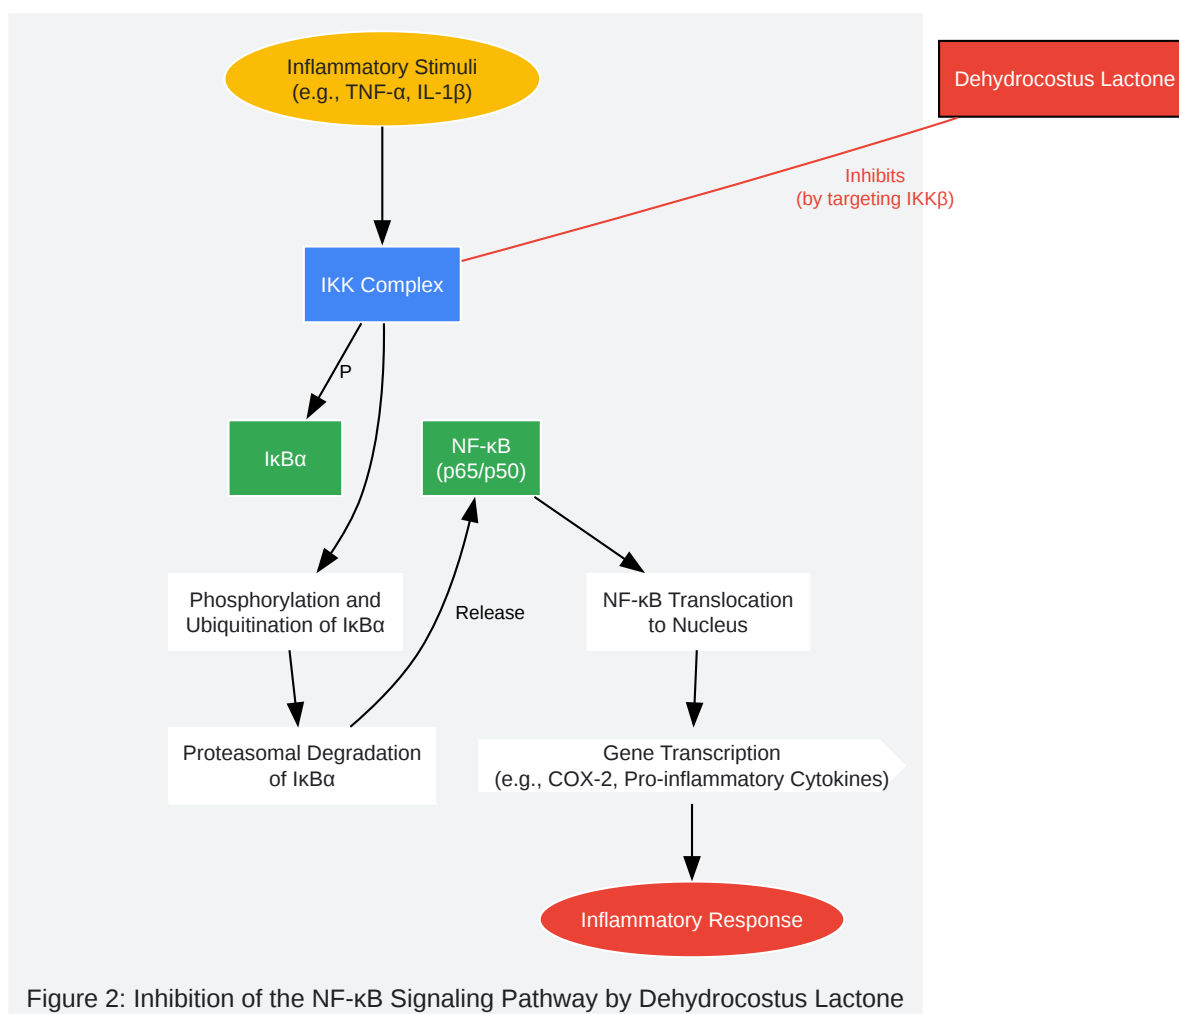 Inflammatory Stimuli
(e.g., TNF-α, IL-1β)
Dehydrocostus Lactone
Inhibits
(by targeting IKKβ)
IKK Complex
P
IκBα
NF-κB
(p65/p50)
Phosphorylation and
Ubiquitination of IκBα
Release
NF-κB Translocation
to Nucleus
Proteasomal Degradation
of IκBα
Gene Transcription
(e.g., COX-2, Pro-inflammatory Cytokines)
Inflammatory Response
Figure 2: Inhibition of the NF-κB Signaling Pathway by Dehydrocostus Lactone